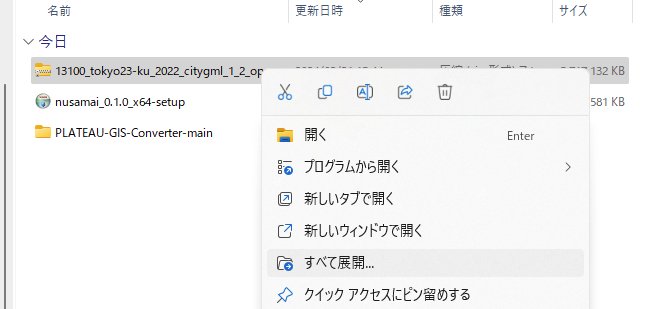 名前 更新日時 種類 サイズ
今日
13100_tokyo23-ku_2022_citygml_1_2_op 132 KB
nusamai_0.1.0_x64-setup 581 KB
PLATEAU-GIS-Converter-main
開く Enter
プログラムから開く
新しいタブで開く
新しいウィンドウで開く
すべて展開...
クイック アクセスにピン留めする